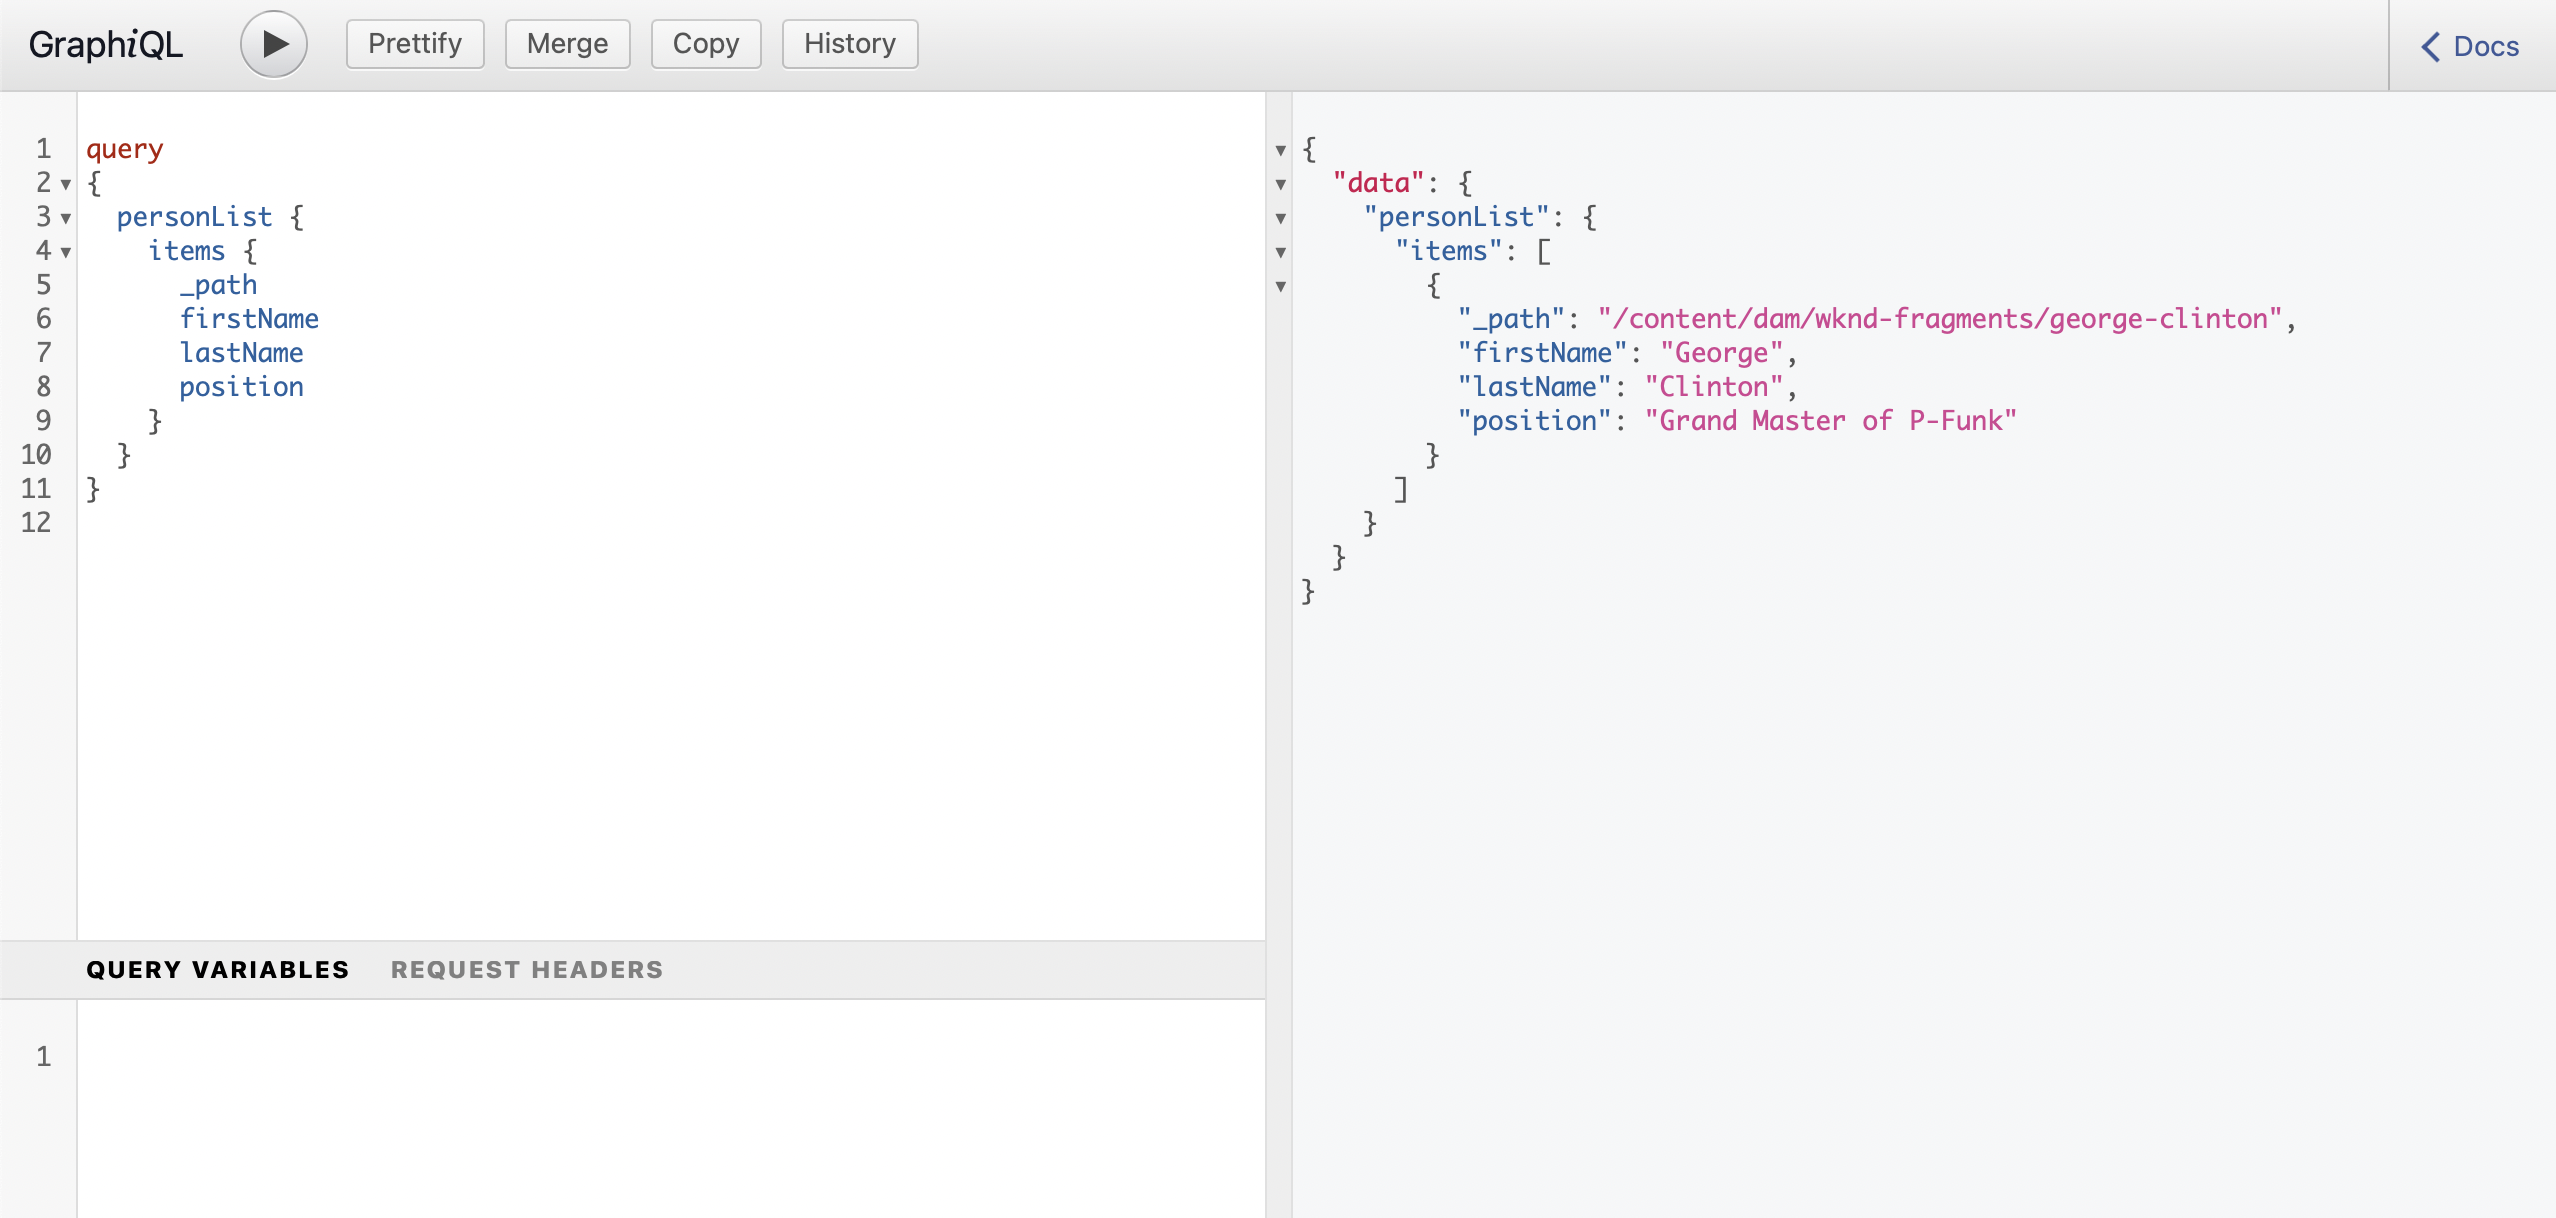 GraphiQL Prettify Merge Copy History Docs
1 query
2 {
3   personList {
4     items {
5       _path
6       firstName
7       lastName
8       position
9     }
10   }
11 }
12
QUERY VARIABLES REQUEST HEADERS
1
{
  "data": {
    "personList": {
      "items": [
        {
          "_path": "/content/dam/wknd-fragments/george-clinton",
          "firstName": "George",
          "lastName": "Clinton",
          "position": "Grand Master of P-Funk"
        }
      ]
    }
  }
}